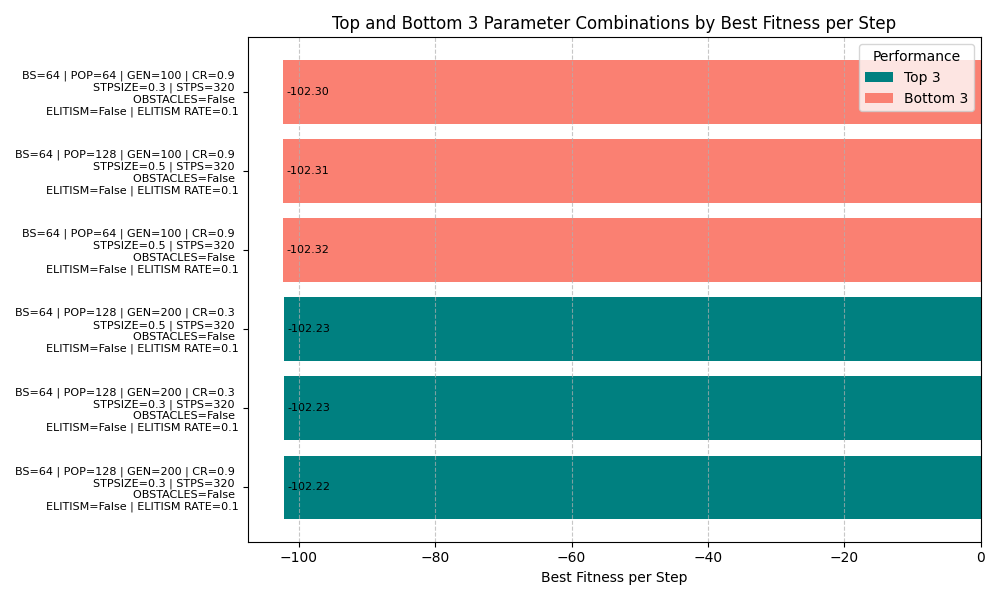 Top and Bottom 3 Parameter Combinations by Best Fitness per Step
Performance
Top 3
Bottom 3
BS=64 | POP=64 | GEN=100 | CR=0.9
STPSIZE=0.3 | STPS=320
OBSTACLES=False
ELITISM=False | ELITISM RATE=0.1
-102.30
BS=64 | POP=128 | GEN=100 | CR=0.9
STPSIZE=0.5 | STPS=320
OBSTACLES=False
ELITISM=False | ELITISM RATE=0.1
-102.31
BS=64 | POP=64 | GEN=100 | CR=0.9
STPSIZE=0.5 | STPS=320
OBSTACLES=False
ELITISM=False | ELITISM RATE=0.1
-102.32
BS=64 | POP=128 | GEN=200 | CR=0.3
STPSIZE=0.5 | STPS=320
OBSTACLES=False
ELITISM=False | ELITISM RATE=0.1
-102.23
BS=64 | POP=128 | GEN=200 | CR=0.3
STPSIZE=0.3 | STPS=320
OBSTACLES=False
ELITISM=False | ELITISM RATE=0.1
-102.23
BS=64 | POP=128 | GEN=200 | CR=0.9
STPSIZE=0.3 | STPS=320
OBSTACLES=False
ELITISM=False | ELITISM RATE=0.1
-102.22
−100 −80 −60 −40 −20 0
Best Fitness per Step